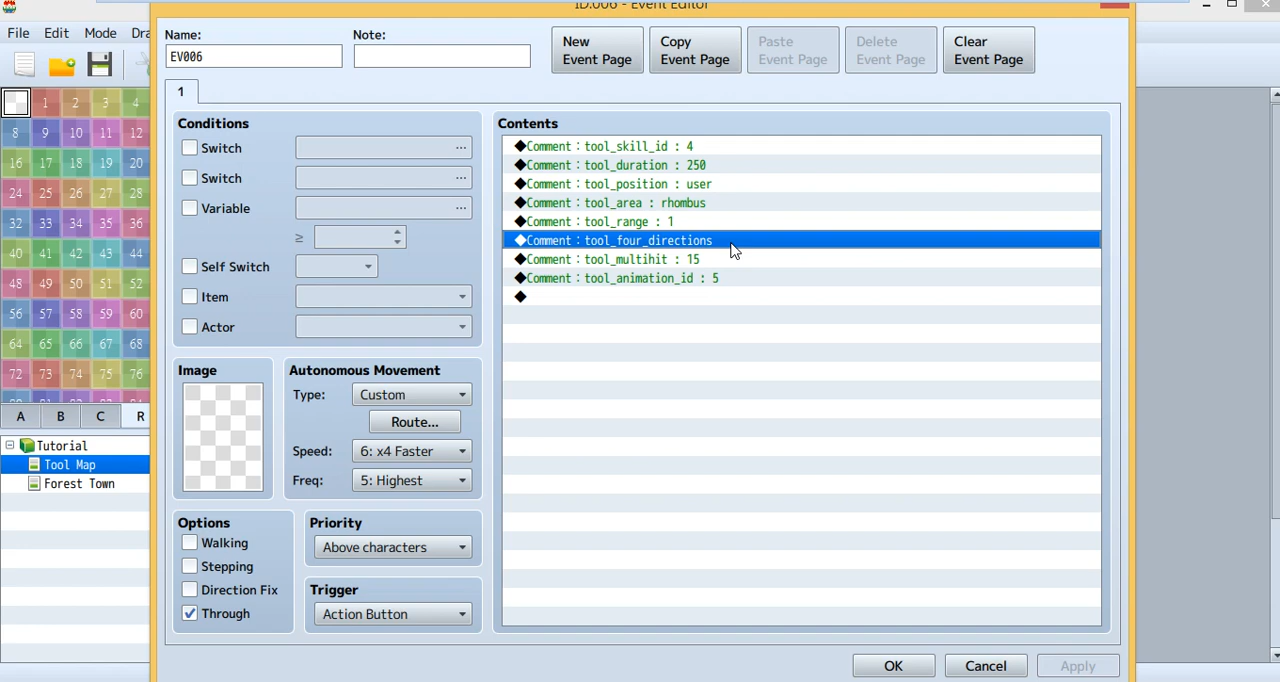 ID:006 - Event Editor
File Edit Mode Dra
Name:
EV006
Note:
New
Event Page
Copy
Event Page
Paste
Event Page
Delete
Event Page
Clear
Event Page
1
1 2 3 4
8 9 10 11 12
16 17 18 19 20
24 25 26 27 28
32 33 34 35 36
40 41 42 43 44
48 49 50 51 52
56 57 58 59 60
64 65 66 67 68
72 73 74 75 76
A B C R
Tutorial
Tool Map
Forest Town
Conditions
Switch ...
Switch ...
Variable ...
≥
Self Switch
Item
Actor
Image
Autonomous Movement
Type: Custom
Route...
Speed: 6: x4 Faster
Freq: 5: Highest
Options
Walking
Stepping
Direction Fix
Through
Priority
Above characters
Trigger
Action Button
Contents
◆Comment : tool_skill_id : 4
◆Comment : tool_duration : 250
◆Comment : tool_position : user
◆Comment : tool_area : rhombus
◆Comment : tool_range : 1
◆Comment : tool_four_directions
◆Comment : tool_multihit : 15
◆Comment : tool_animation_id : 5
◆
OK Cancel Apply